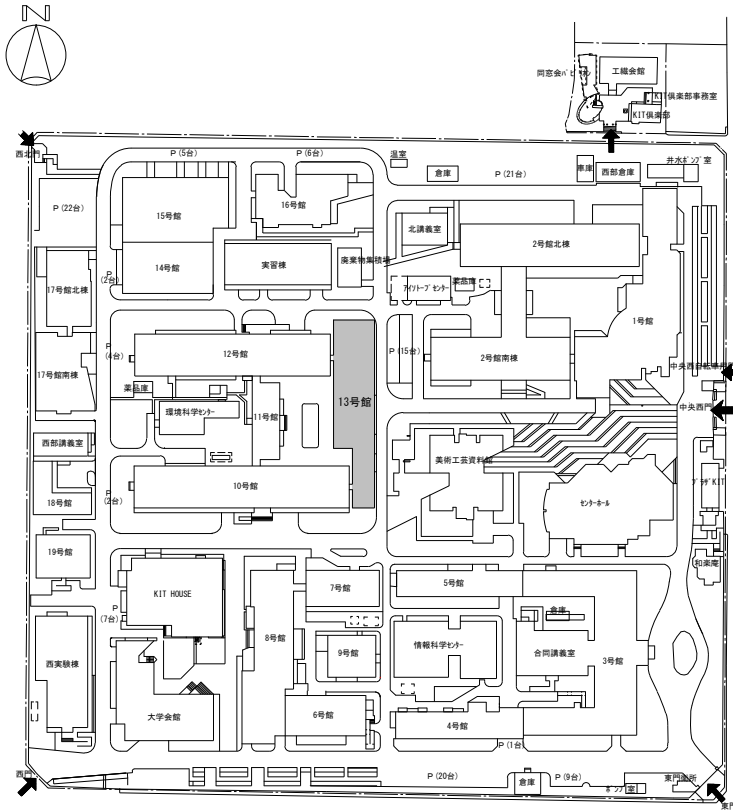 N
工繊会館
同窓会パビリオン
KIT倶楽部事務室
KIT倶楽部
西北門
P (5台)
P (6台)
温室
倉庫
P (21台)
車庫
西部倉庫
井水ポンプ室
P (22台)
15号館
16号館
北講義室
2号館北棟
14号館
実習棟
廃棄物集積場
P
(2台)
17号館北棟
アイソトープセンター
薬品庫
1号館
P
(4台)
12号館
P (15台)
2号館南棟
17号館南棟
中央西自転車用門
薬品庫
13号館
中央西門
環境科学センター
11号館
西部講義室
美術工芸資料館
プラザKIT
10号館
P
(2台)
18号館
センターホール
19号館
和楽庵
KIT HOUSE
7号館
5号館
P
(7台)
倉庫
8号館
9号館
情報科学センター
合同講義室
3号館
西実験棟
大学会館
6号館
4号館
P (1台)
西門
P (20台)
倉庫
P (9台)
東門衛所
ポンプ室
東門